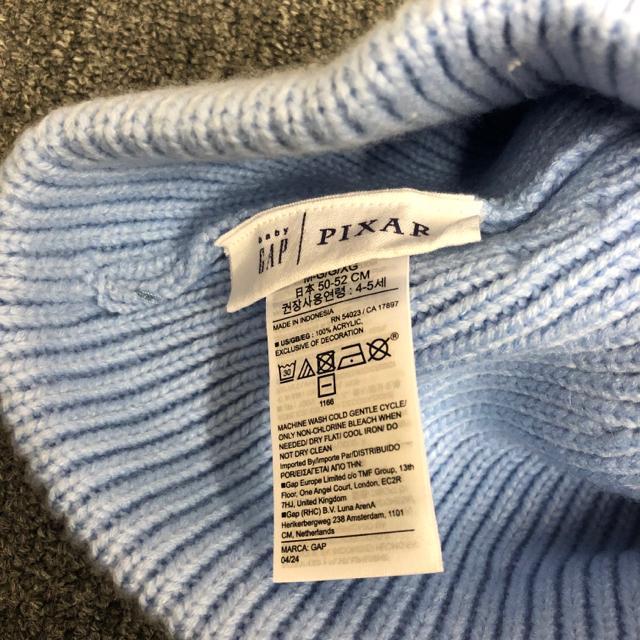 baby
GAP | PIXAR
M-G/G/XG
日本 50-52 CM
권장사용연령: 4-5세
MADE IN INDONESIA RN 54023 / CA 17897
■US/GB/EG: 100% ACRYLIC,
EXCLUSIVE OF DECORATION
1166
MACHINE WASH COLD GENTLE CYCLE/
ONLY NON-CHLORINE BLEACH WHEN
NEEDED/ DRY FLAT/ COOL IRON/ DO
NOT DRY CLEAN
Imported By/Importe Par/DISTRIBUIDO
POR/ΕΙΣΑΓΕΤΑΙ ΑΠΟ ΤΗΝ:
■Gap Europe Limited c/o TMF Group, 13th
Floor, One Angel Court, London, EC2R
7HJ, United Kingdom
■Gap (RHC) B.V. Luna ArenA
Herikerbergweg 238 Amsterdam, 1101
CM, Netherlands
MARCA: GAP
04/24